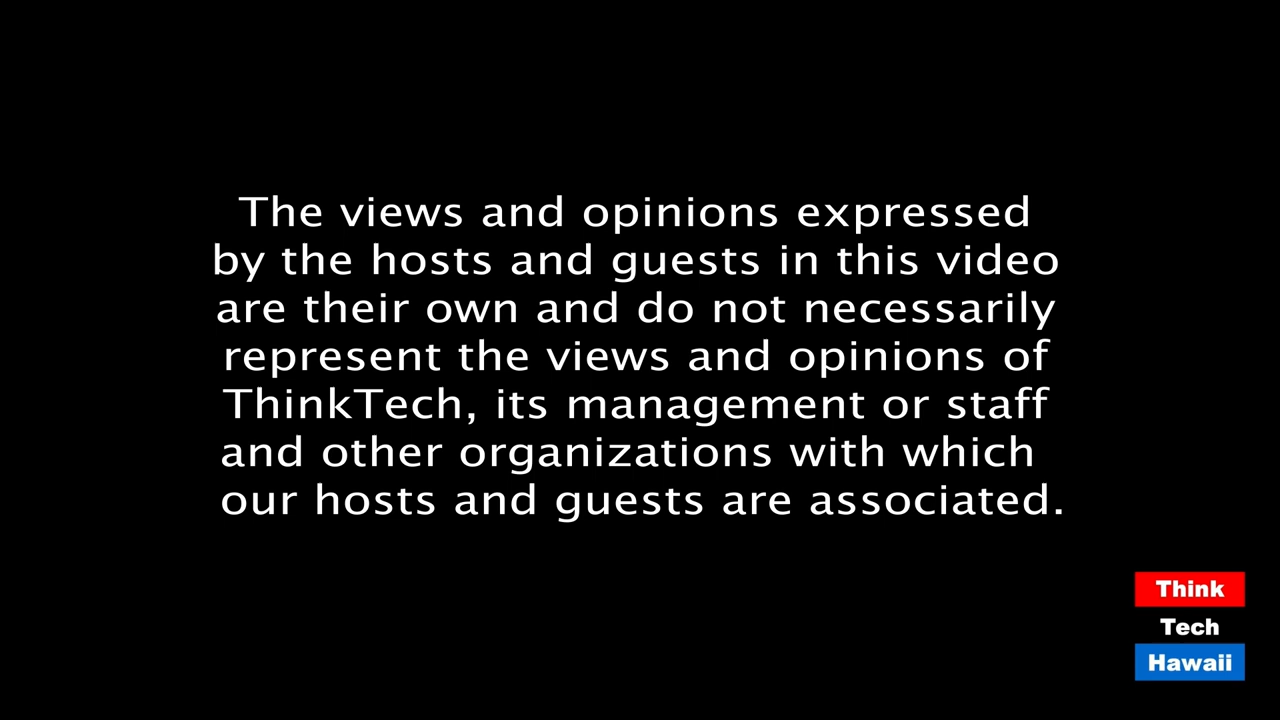 The views and opinions expressed
by the hosts and guests in this video
are their own and do not necessarily
represent the views and opinions of
ThinkTech, its management or staff
and other organizations with which
our hosts and guests are associated.
Think
Tech
Hawaii